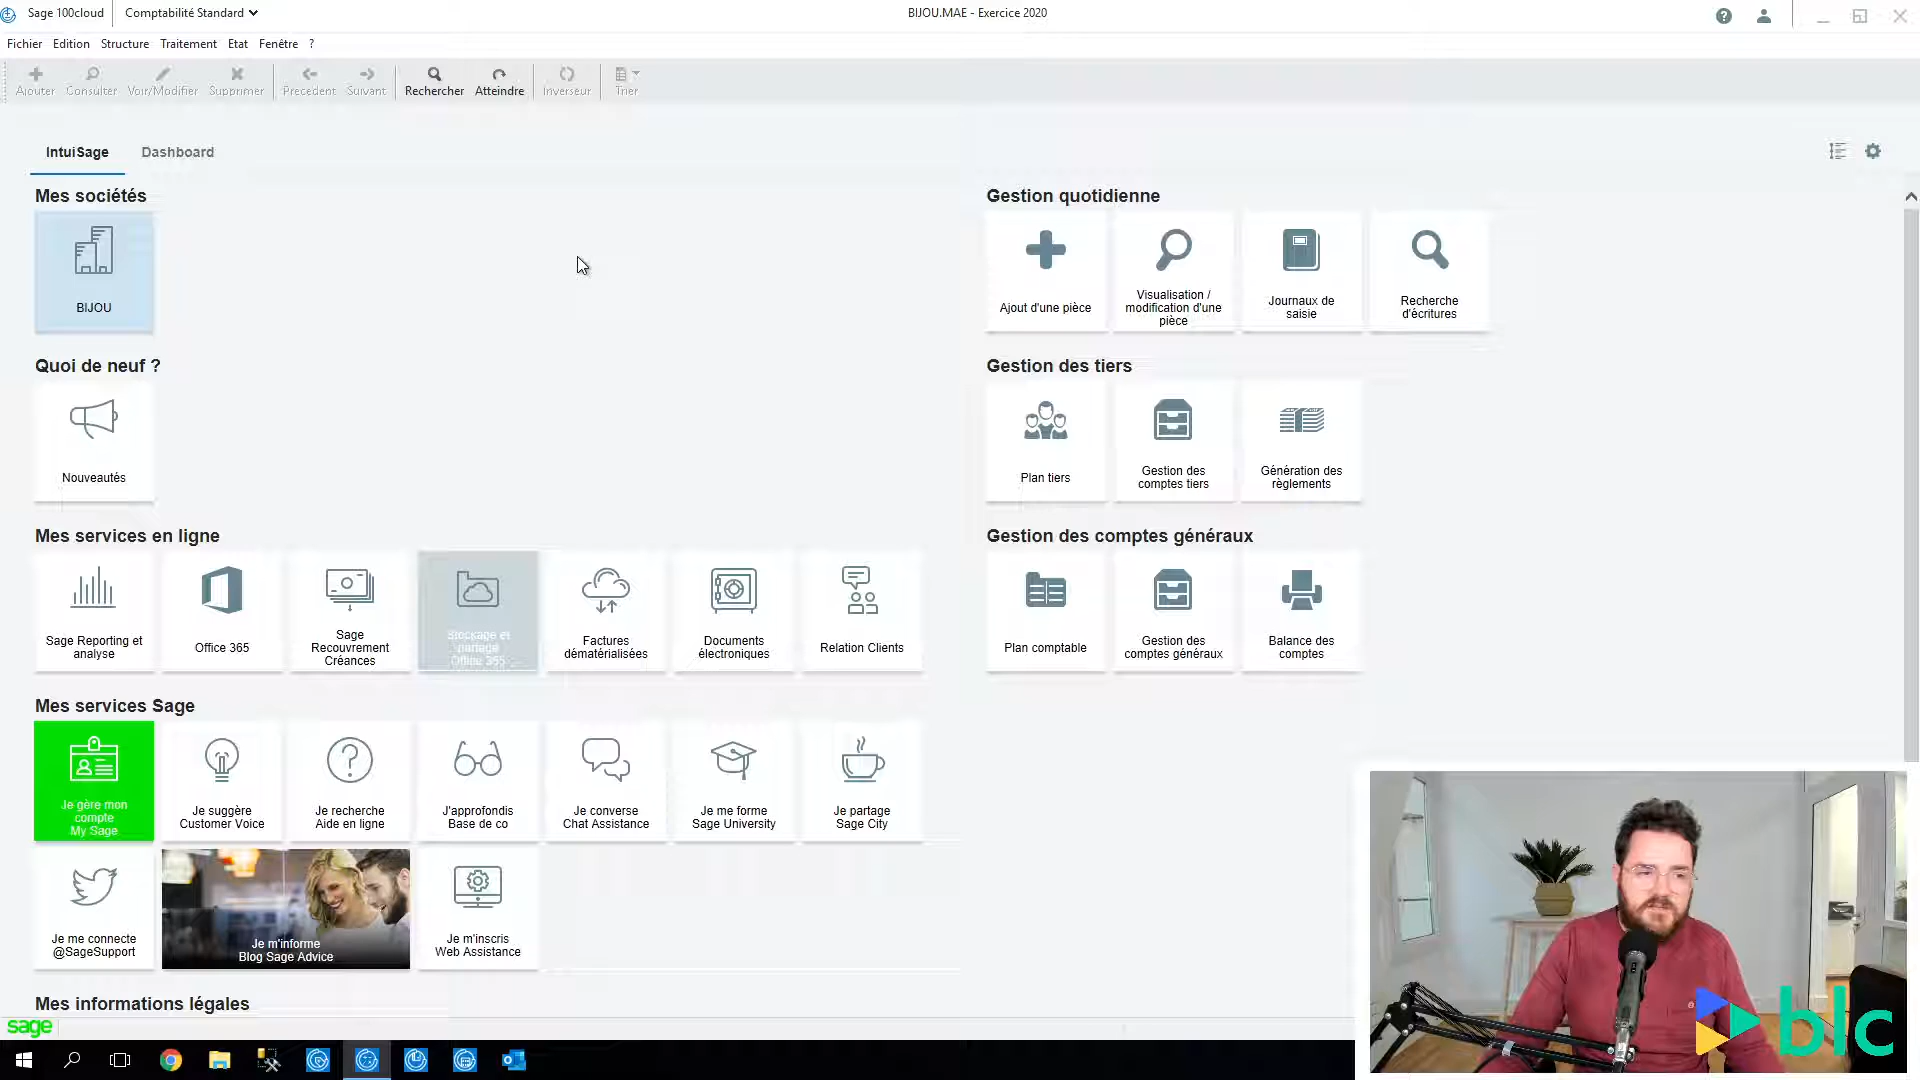 Sage 100cloud
Comptabilité Standard
BIJOU.MAE - Exercice 2020
Fichier Edition Structure Traitement Etat Fenêtre ?
Ajouter Consulter Voir/Modifier Supprimer Précédent Suivant Rechercher Atteindre Inverseur Trier
IntuiSage Dashboard
Mes sociétés
BIJOU
Quoi de neuf ?
Nouveautés
Mes services en ligne
Sage Reporting et
analyse
Office 365
Sage
Recouvrement
Créances
Stockage et
partage
Office 365
Factures
dématérialisées
Documents
électroniques
Relation Clients
Mes services Sage
Je gère mon
compte
My Sage
Je suggère
Customer Voice
Je recherche
Aide en ligne
J'approfondis
Base de co
Je converse
Chat Assistance
Je me forme
Sage University
Je partage
Sage City
Je me connecte
@SageSupport
Je m'informe
Blog Sage Advice
Je m'inscris
Web Assistance
Mes informations légales
sage
Gestion quotidienne
Ajout d'une pièce
Visualisation /
modification d'une
pièce
Journaux de
saisie
Recherche
d'écritures
Gestion des tiers
Plan tiers
Gestion des
comptes tiers
Génération des
règlements
Gestion des comptes généraux
Plan comptable
Gestion des
comptes généraux
Balance des
comptes
blc